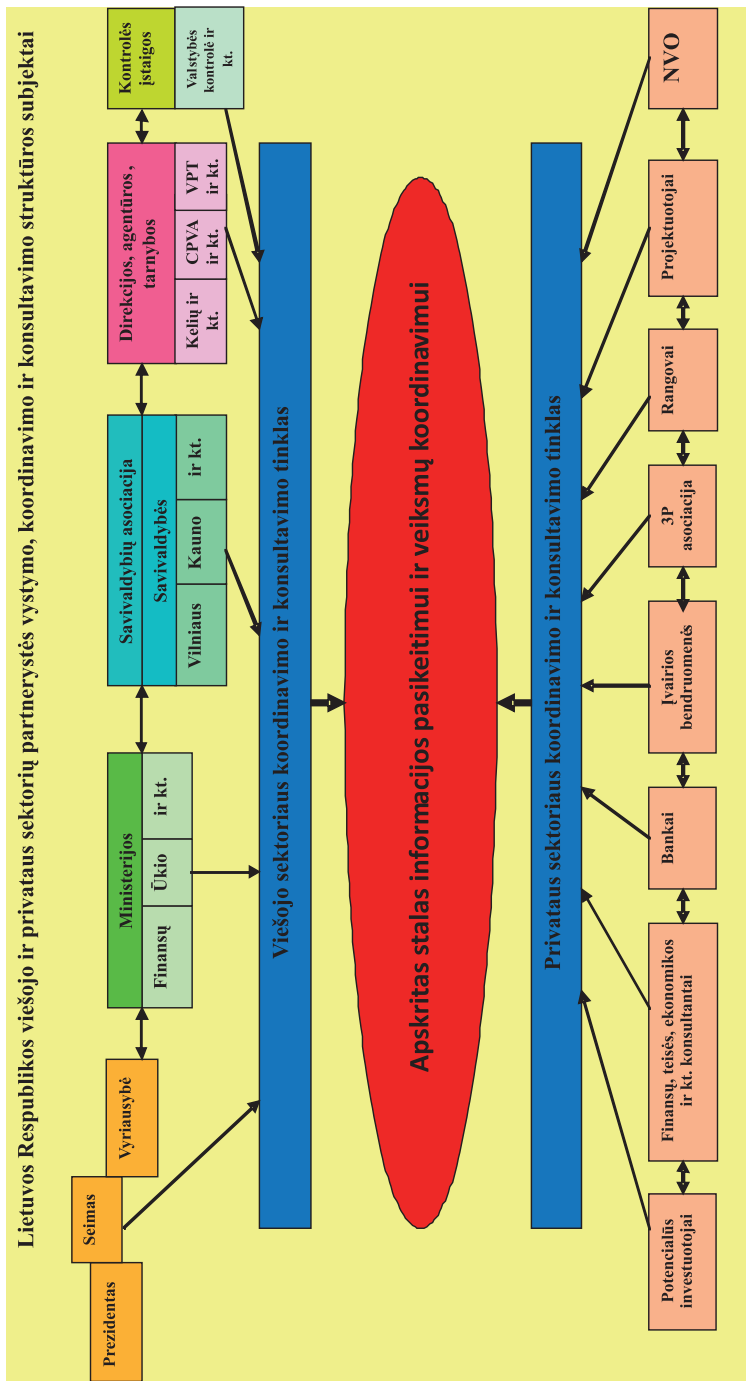 Lietuvos Respublikos viešojo ir privataus sektorių partnerystės vystymo, koordinavimo ir konsultavimo struktūros subjektai
Prezidentas
Seimas
Vyriausybė
Ministerijos
Finansų
Ūkio
ir kt.
Savivaldybių asociacija
Savivaldybės
Vilniaus
Kauno
ir kt.
Direkcijos, agentūros ,
tarnybos
Kelių ir
kt.
CPVA
ir kt.
VPT
ir kt.
Kontrolės
įstaigos
Valstybės
kontrolė ir
kt.
Viešojo sektoriaus koordinavimo ir konsultavimo tinklas
Apskritas stalas informacijos pasikeitimui ir veiksmų koordinavimui
Privataus sektoriaus koordinavimo ir konsultavimo tinklas
Potencialūs
investuotojai
Finansų, teisės, ekonomikos
ir kt. konsultantai
Bankai
Įvairios
bendruomenės
3P
asociacija
Rangovai
Projektuotojai
NVO